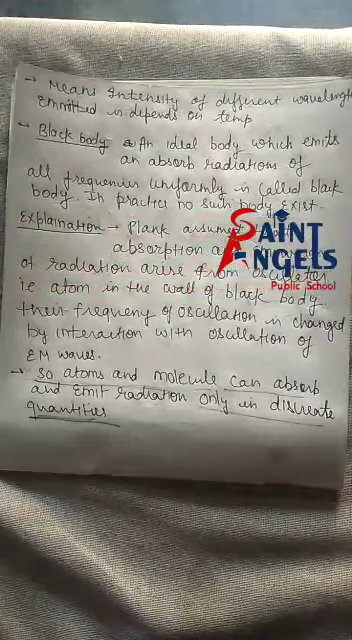 → Means Intensity of different wavelength
Emmitted is depends on temp
→ Black body → An idial body which emits
an absorb radiations of
all frequencies uniformly is called black
body. In practice no such body exist.
Explaination → Plank assumed
absorption
of radiation arise from oscillator
i.e atom in the wall of black body
their frequency of oscillation is changed
by interaction with oscillation of
EM waves.
→ so atoms and molecule can absorb
and Emit radiation only in discreate
quantities
SAINT
ANGELS
Public School